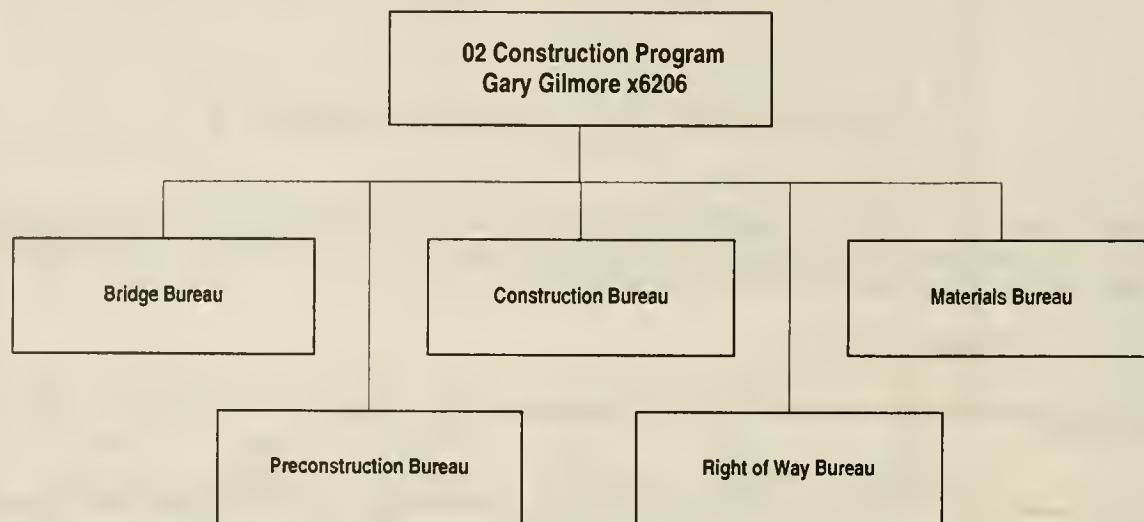 02 Construction Program
Gary Gilmore x6206
Bridge Bureau
Construction Bureau
Materials Bureau
Preconstruction Bureau
Right of Way Bureau